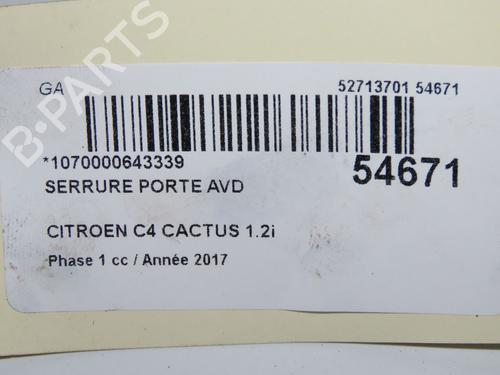 GA 52713701 54671
*1070000643339 54671
SERRURE PORTE AVD
CITROEN C4 CACTUS 1.2i
Phase 1 cc / Année 2017
B-PARTS